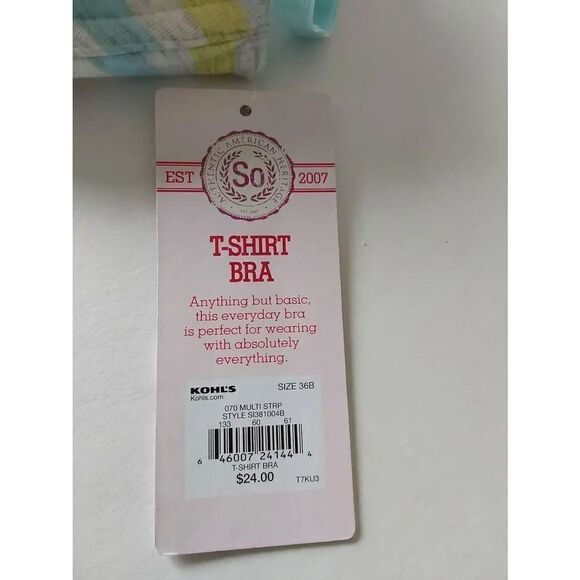 AUTHENTIC AMERICAN HERITAGE
EST So 2007
T-SHIRT
BRA
Anything but basic,
this everyday bra
is perfect for wearing
with absolutely
everything.
KOHL'S SIZE 36B
Kohls.com
070 MULTI STRP
STYLE SI381004B
133 60 61
6 46007 24144 4
T-SHIRT BRA
$24.00 T7KU3